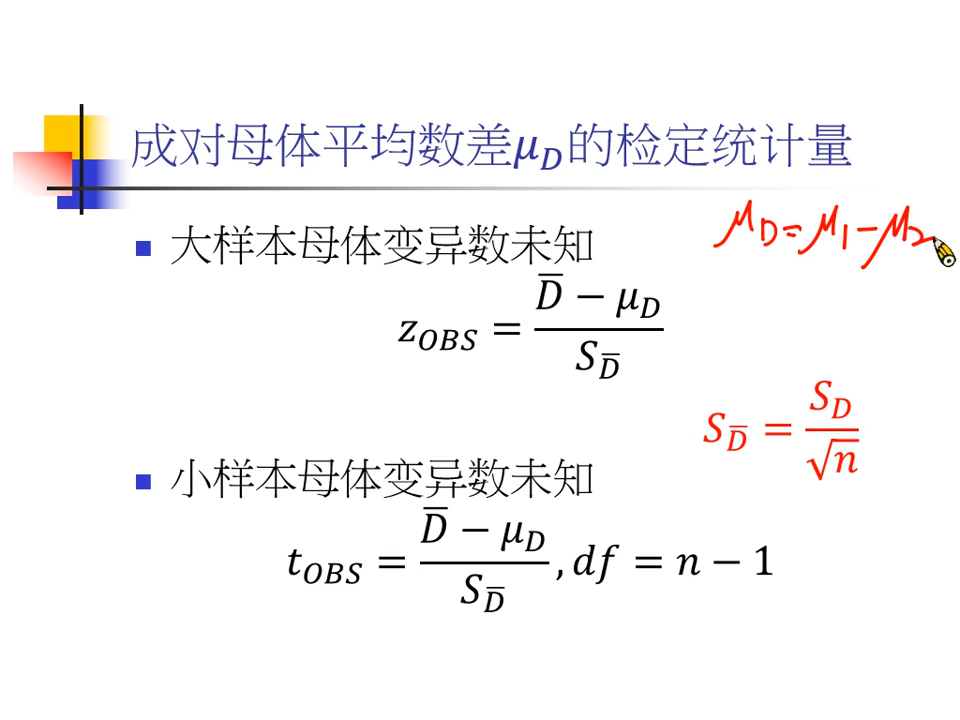 成对母体平均数差μ_D的检定统计量
μ_D = μ_1 − μ_2
大样本母体变异数未知
z_OBS = (D̅ − μ_D) / S_D̅
S_D̅ = S_D / √n
小样本母体变异数未知
t_OBS = (D̅ − μ_D) / S_D̅ , df = n − 1